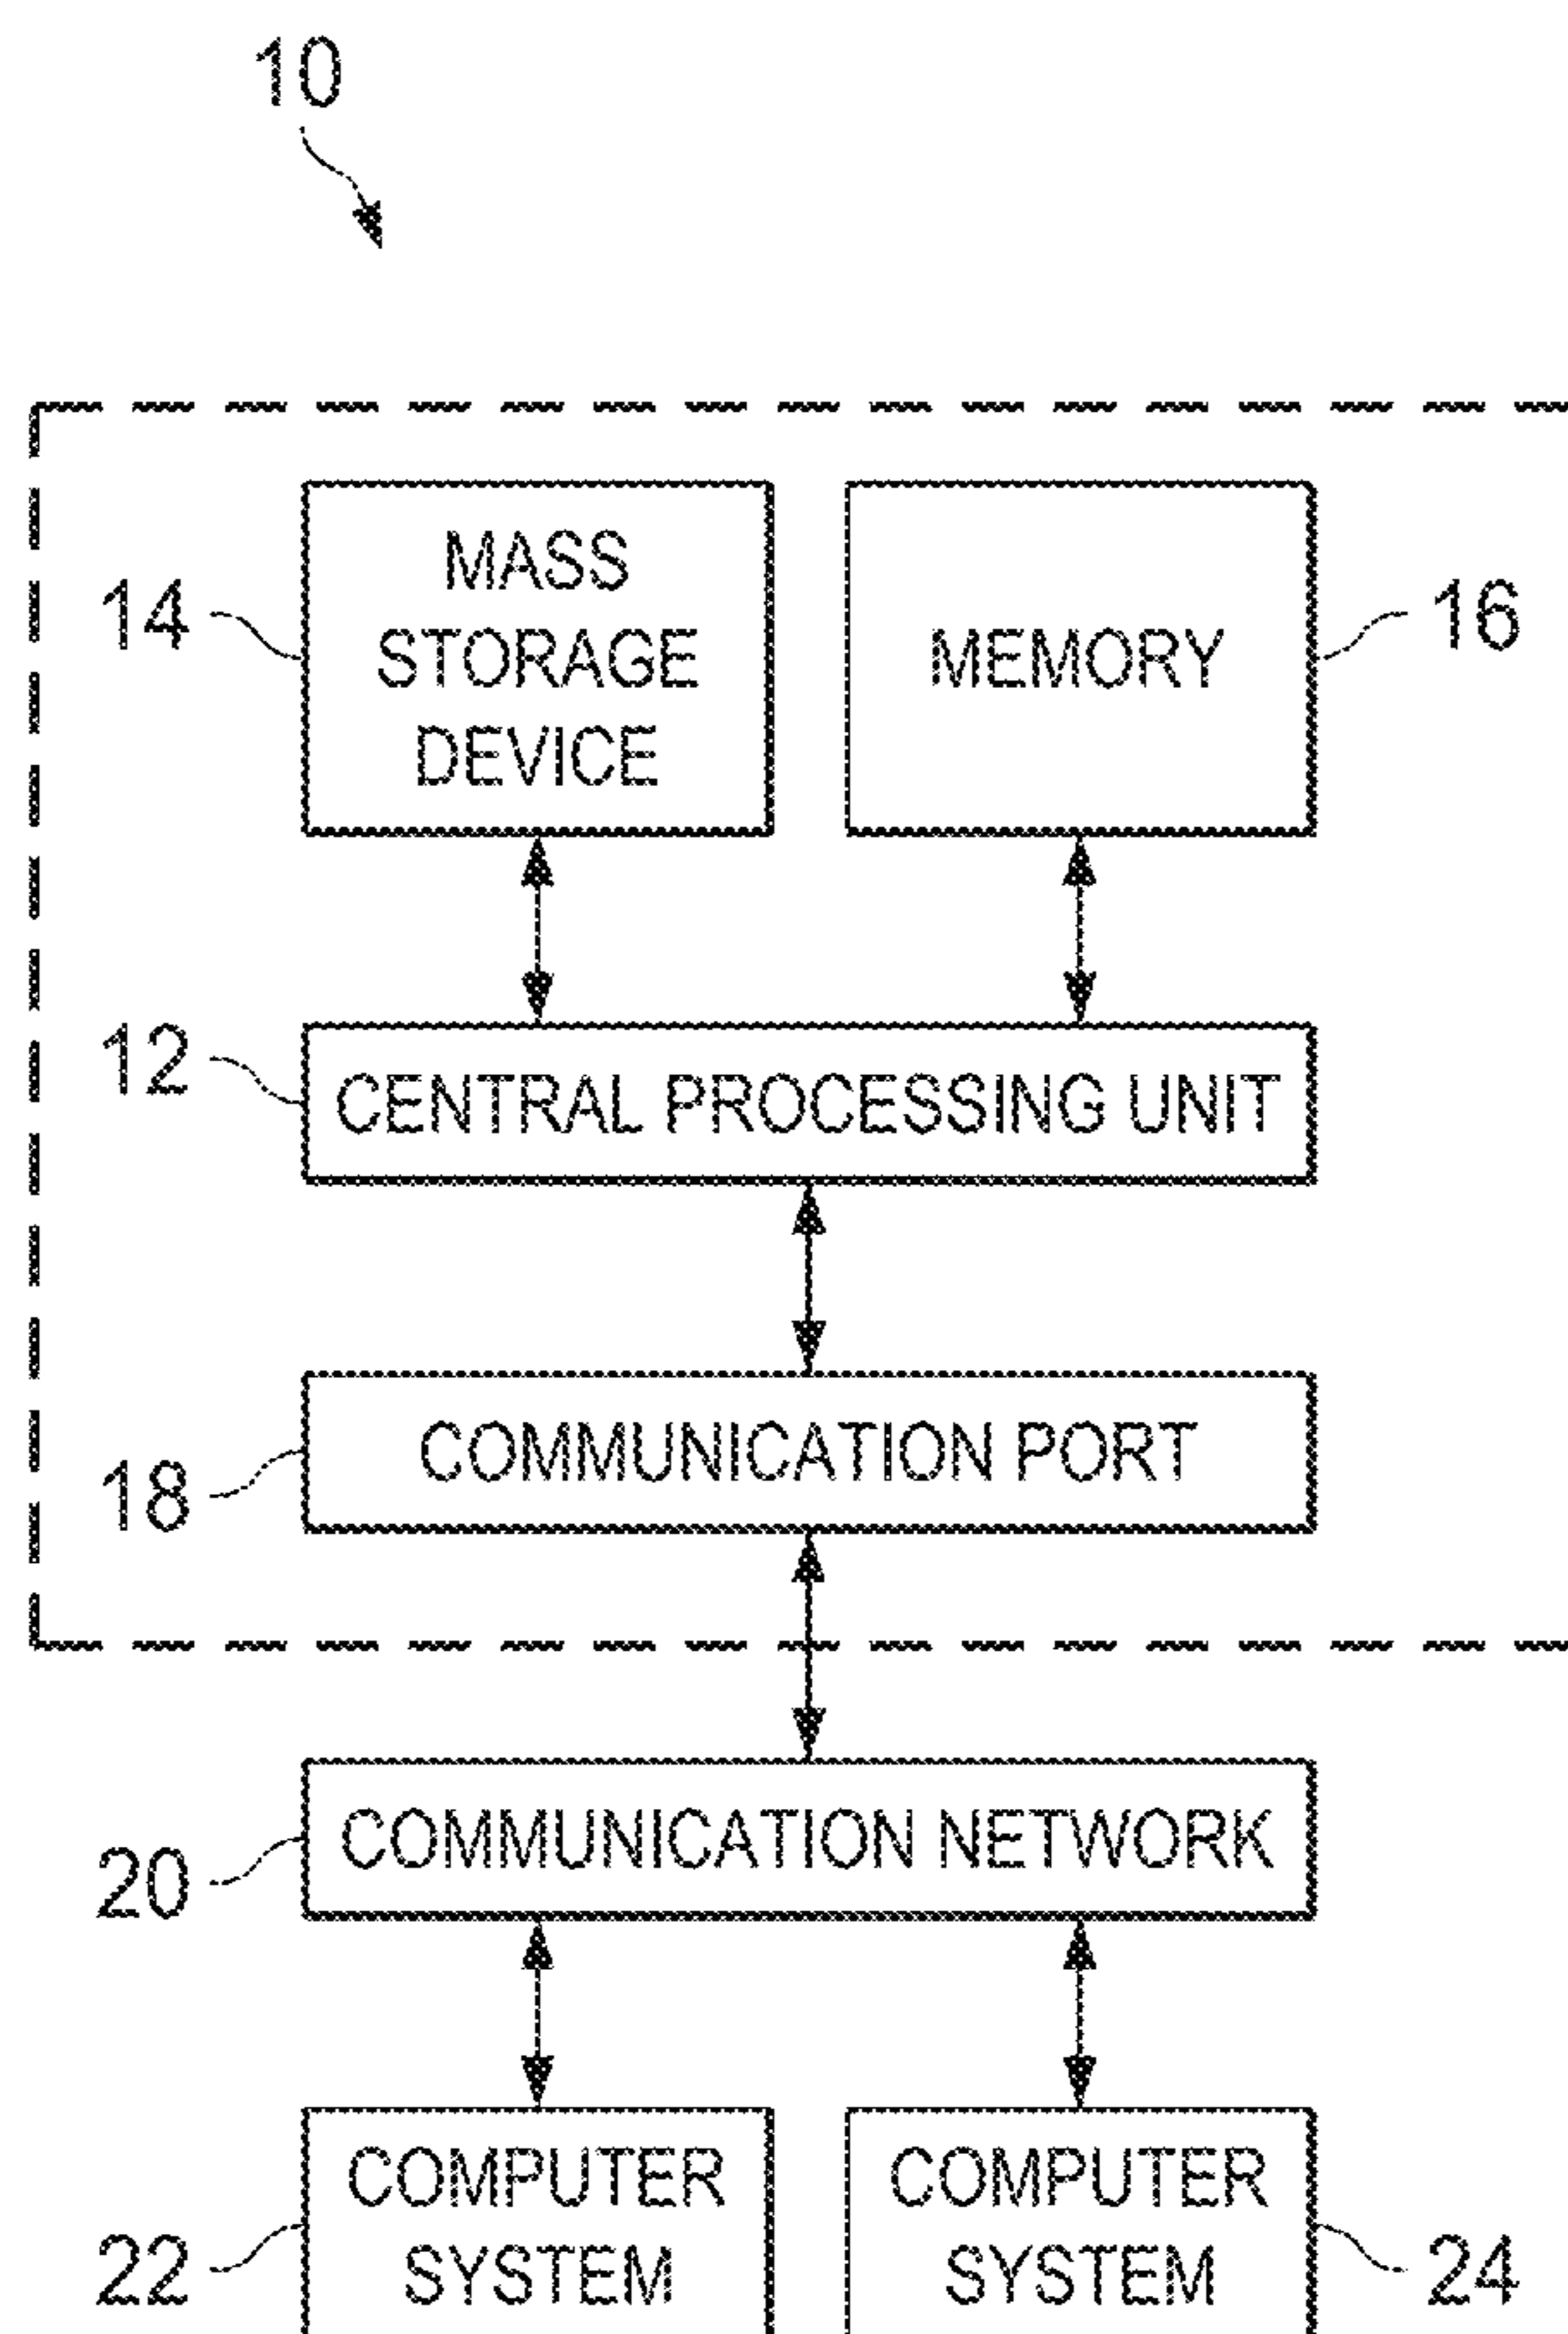 10
14
MASS
STORAGE
DEVICE
MEMORY
16
12
CENTRAL PROCESSING UNIT
18
COMMUNICATION PORT
20
COMMUNICATION NETWORK
22
COMPUTER
SYSTEM
COMPUTER
SYSTEM
24